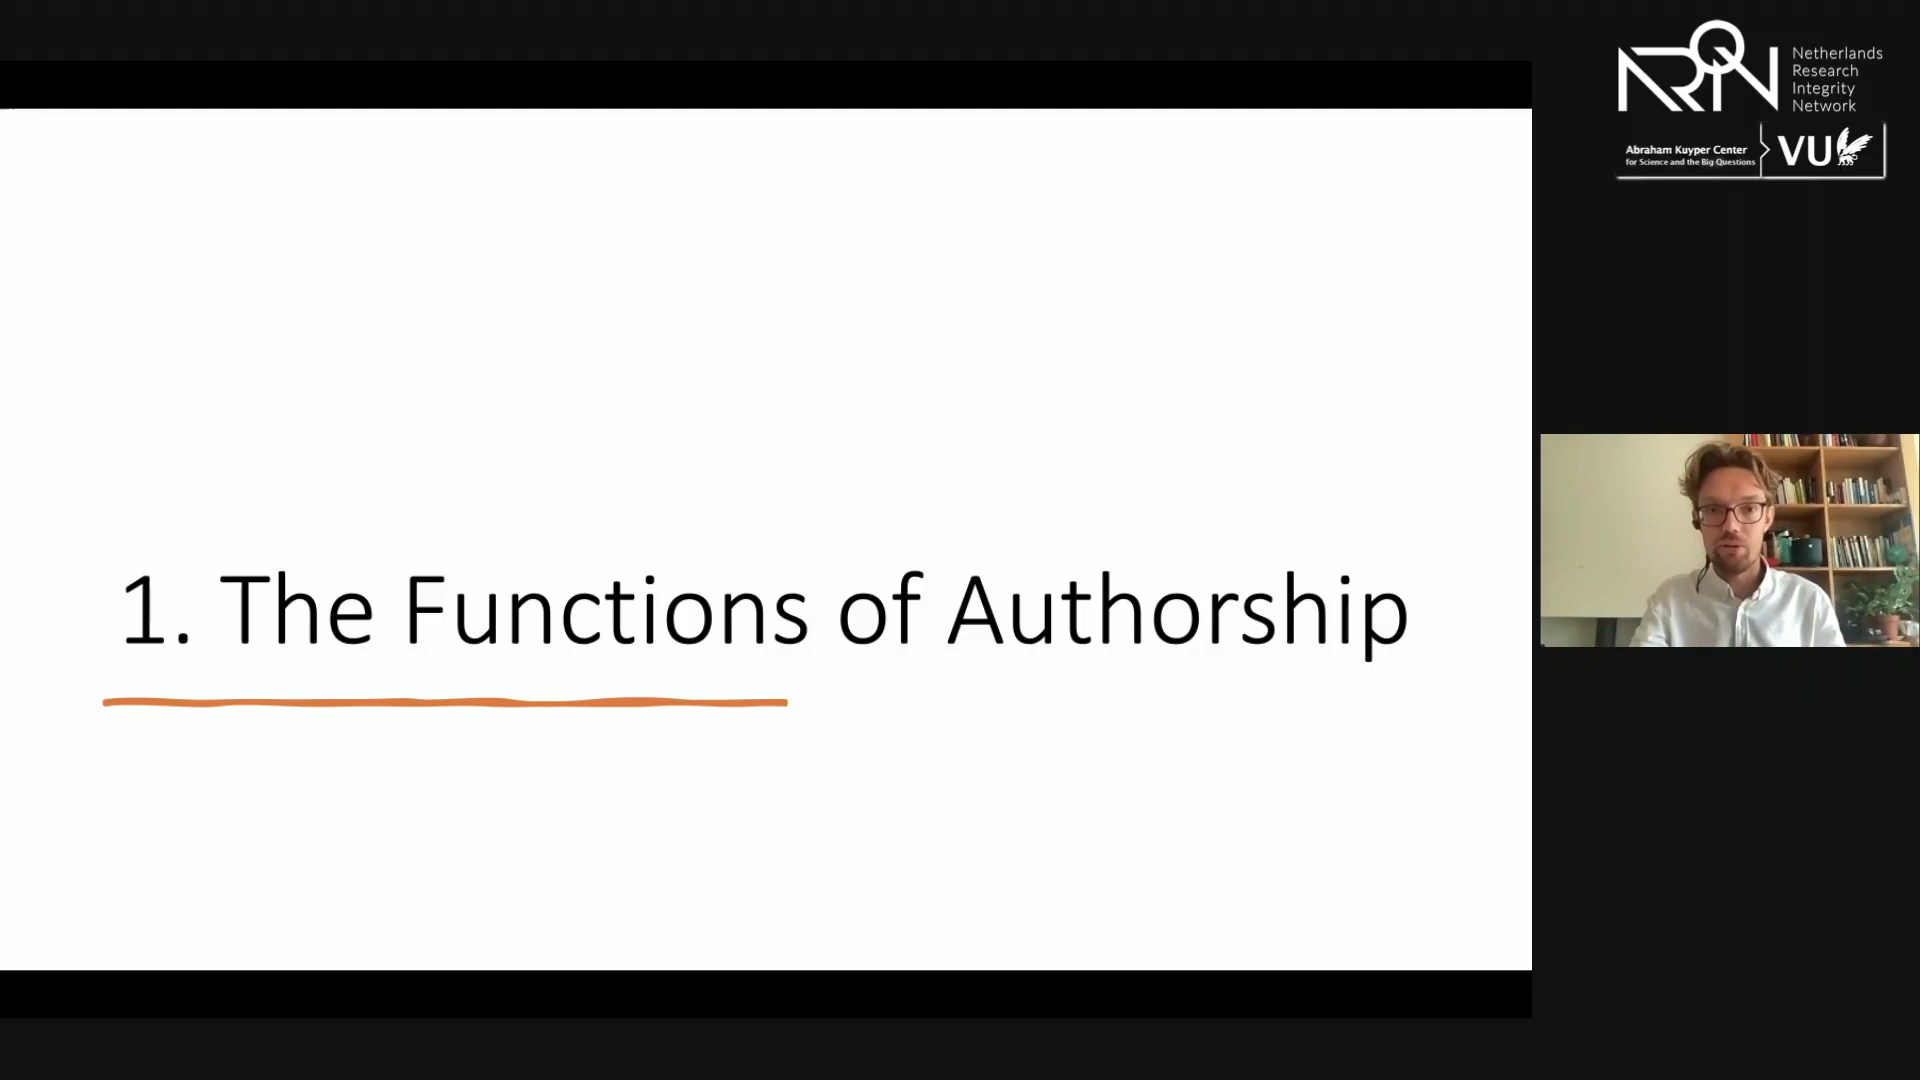 1. The Functions of Authorship
NRIN
Netherlands
Research
Integrity
Network
Abraham Kuyper Center
for Science and the Big Questions
VU